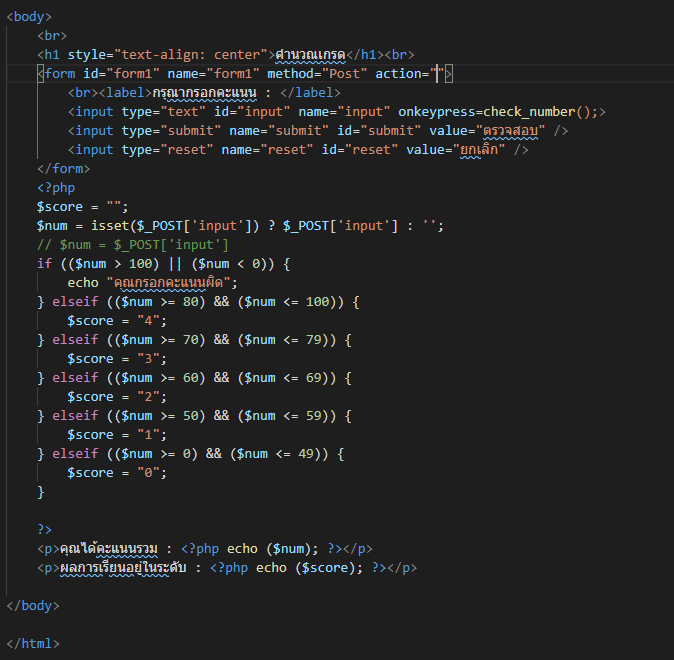 <body>
<br>
<h1 style="text-align: center">คำนวณเกรด</h1><br>
<form id="form1" name="form1" method="Post" action="">
<br><label>กรุณากรอกคะแนน : </label>
<input type="text" id="input" name="input" onkeypress=check_number();>
<input type="submit" name="submit" id="submit" value="ตรวจสอบ" />
<input type="reset" name="reset" id="reset" value="ยกเลิก" />
</form>
<?php
$score = "";
$num = isset($_POST['input']) ? $_POST['input'] : '';
// $num = $_POST['input']
if (($num > 100) || ($num < 0)) {
echo "คุณกรอกคะแนนผิด";
} elseif (($num >= 80) && ($num <= 100)) {
$score = "4";
} elseif (($num >= 70) && ($num <= 79)) {
$score = "3";
} elseif (($num >= 60) && ($num <= 69)) {
$score = "2";
} elseif (($num >= 50) && ($num <= 59)) {
$score = "1";
} elseif (($num >= 0) && ($num <= 49)) {
$score = "0";
}
?>
<p>คุณได้คะแนนรวม : <?php echo ($num); ?></p>
<p>ผลการเรียนอยู่ในระดับ : <?php echo ($score); ?></p>
</body>
</html>